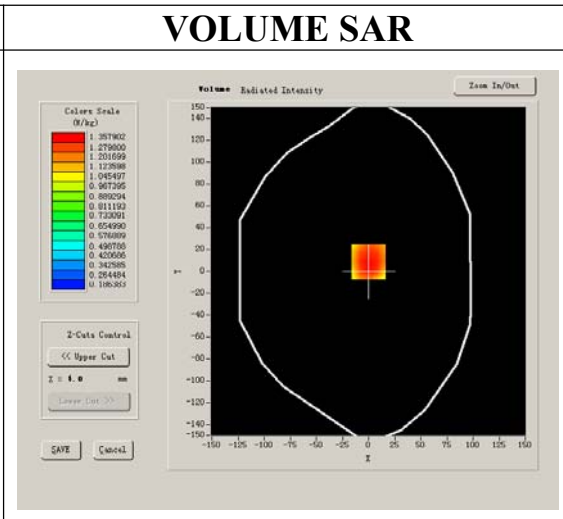 VOLUME SAR
Volume Radiated Intensity
Zoom In/Out
Colors Scale
(W/kg)
1.357902
1.279800
1.201699
1.123598
1.045497
0.967395
0.889294
0.811193
0.733091
0.654990
0.576889
0.498788
0.420686
0.342585
0.264484
0.186383
150
140
120
100
80
60
40
20
0
-20
-40
-60
-80
-100
-120
-140
-150
Y
-150 -125 -100 -75 -50 -25 0 25 50 75 100 125 150
X
Z-Cuts Control
<< Upper Cut
Z = 4.0 mm
Lower Cut >>
SAVE
Cancel